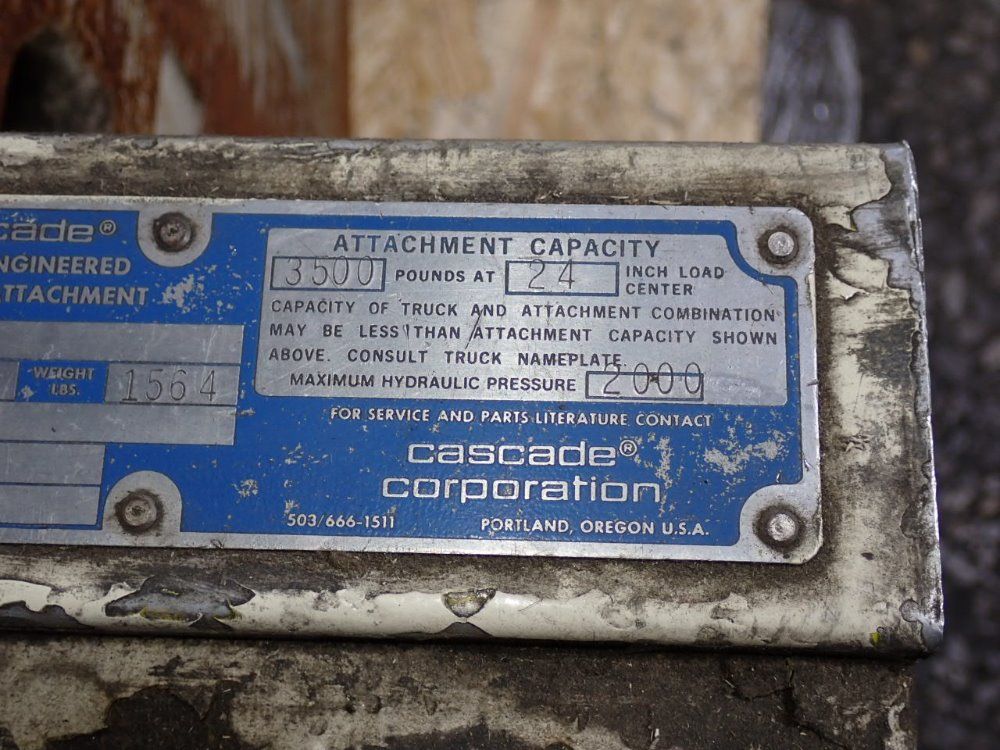 cascade®
ENGINEERED
ATTACHMENT
WEIGHT LBS. 1564
ATTACHMENT CAPACITY
3500 POUNDS AT 24 INCH LOAD CENTER
CAPACITY OF TRUCK AND ATTACHMENT COMBINATION
MAY BE LESS THAN ATTACHMENT CAPACITY SHOWN
ABOVE. CONSULT TRUCK NAMEPLATE
MAXIMUM HYDRAULIC PRESSURE 2000
FOR SERVICE AND PARTS LITERATURE CONTACT
cascade®
corporation
503/666-1511 PORTLAND, OREGON U.S.A.